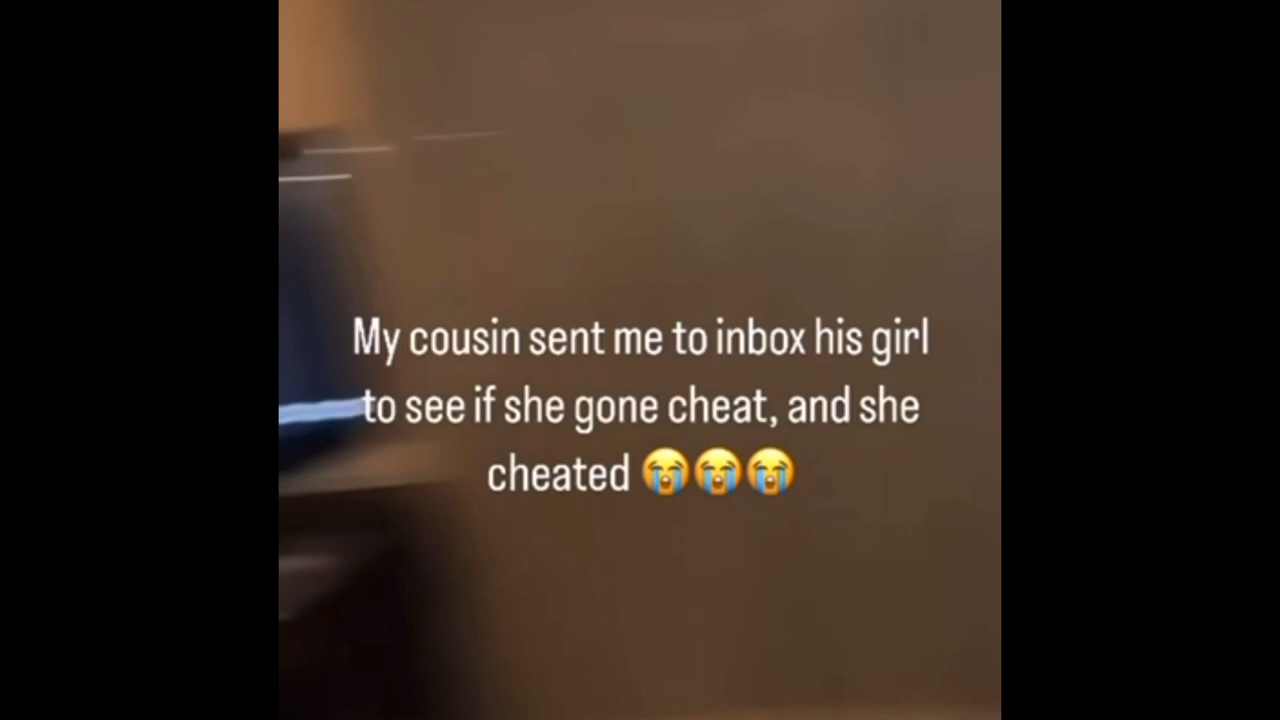 My cousin sent me to inbox his girl
to see if she gone cheat, and she
cheated 😭😭😭